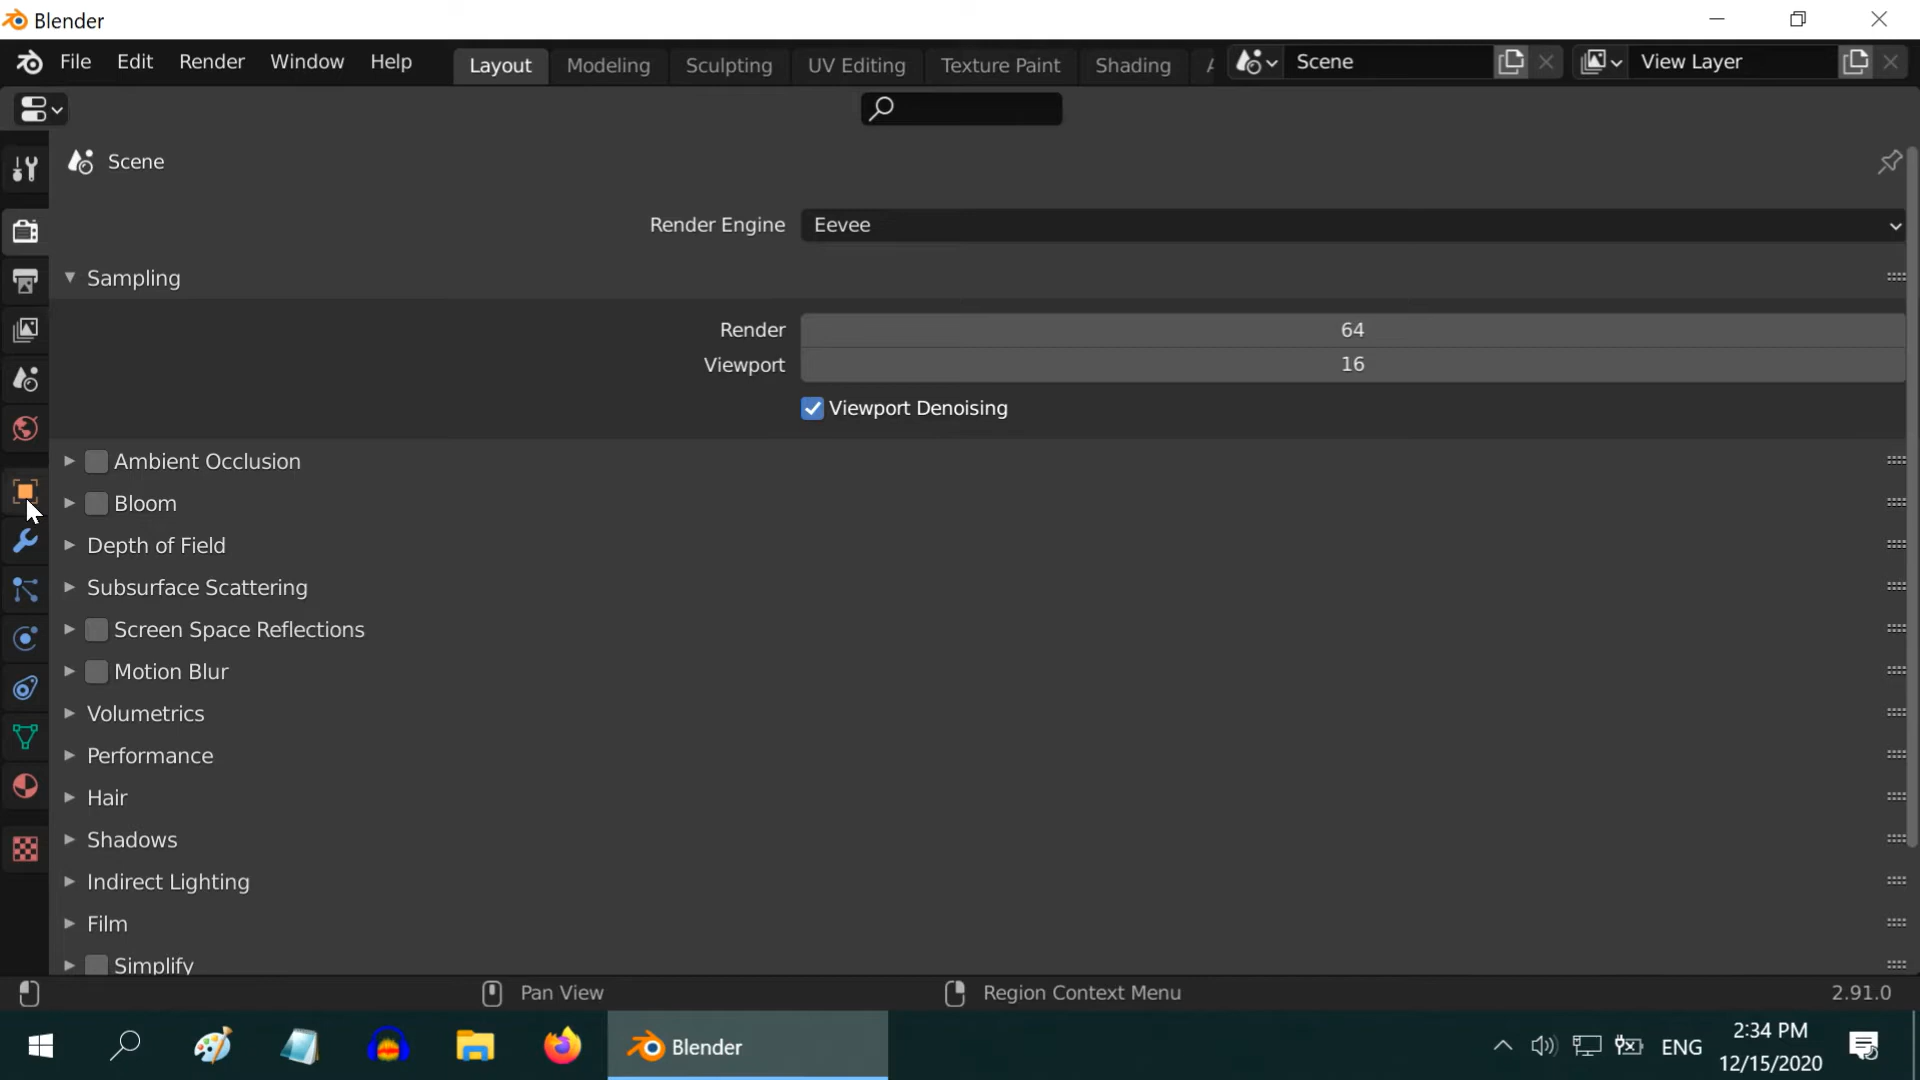 Blender
File Edit Render Window Help Layout Modeling Sculpting UV Editing Texture Paint Shading Scene View Layer
Scene
Render Engine Eevee
Sampling
Render 64
Viewport 16
Viewport Denoising
Ambient Occlusion
Bloom
Depth of Field
Subsurface Scattering
Screen Space Reflections
Motion Blur
Volumetrics
Performance
Hair
Shadows
Indirect Lighting
Film
Simplify
Pan View Region Context Menu 2.91.0
Blender ENG 2:34 PM
12/15/2020